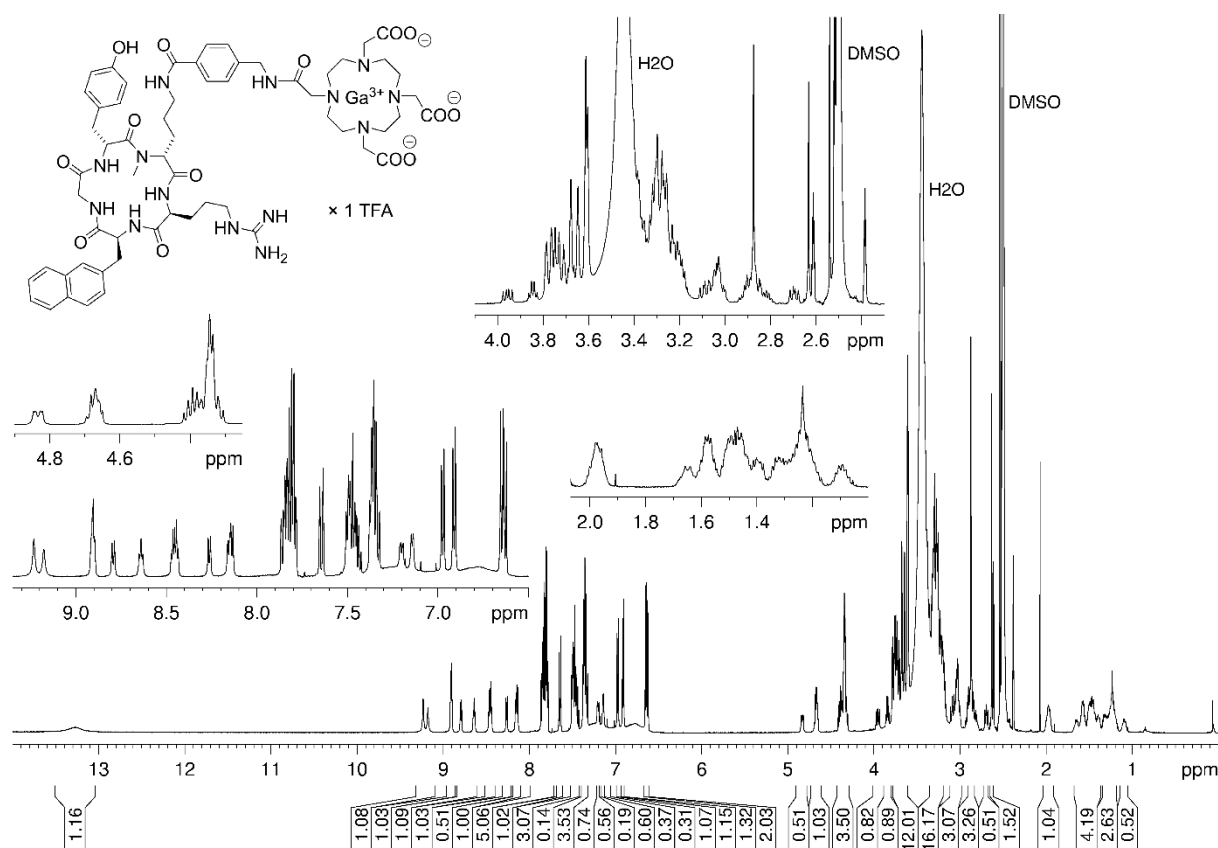 OH
O
N
H
O
N
H
N
N
N
N
Ga³⁺
COO⊖
COO⊖
COO⊖
O
O
NH
N
O
O
NH
NH
H
N
O
O
N
H
NH
NH₂
× 1 TFA
H2O
DMSO
4.0 3.8 3.6 3.4 3.2 3.0 2.8 2.6 ppm
DMSO
H2O
4.8 4.6 ppm
2.0 1.8 1.6 1.4 ppm
9.0 8.5 8.0 7.5 7.0 ppm
13 12 11 10 9 8 7 6 5 4 3 2 1 ppm
1.16 1.08 1.03 1.09 1.03 0.51 1.00 5.06 1.02 3.07 0.14 3.53 0.74 0.56 0.19 0.60 0.37 0.31 1.07 1.15 1.32 2.03 0.51 1.03 3.50 0.82 0.89 12.01 16.17 3.07 3.26 0.51 1.52 1.04 4.19 2.63 0.52